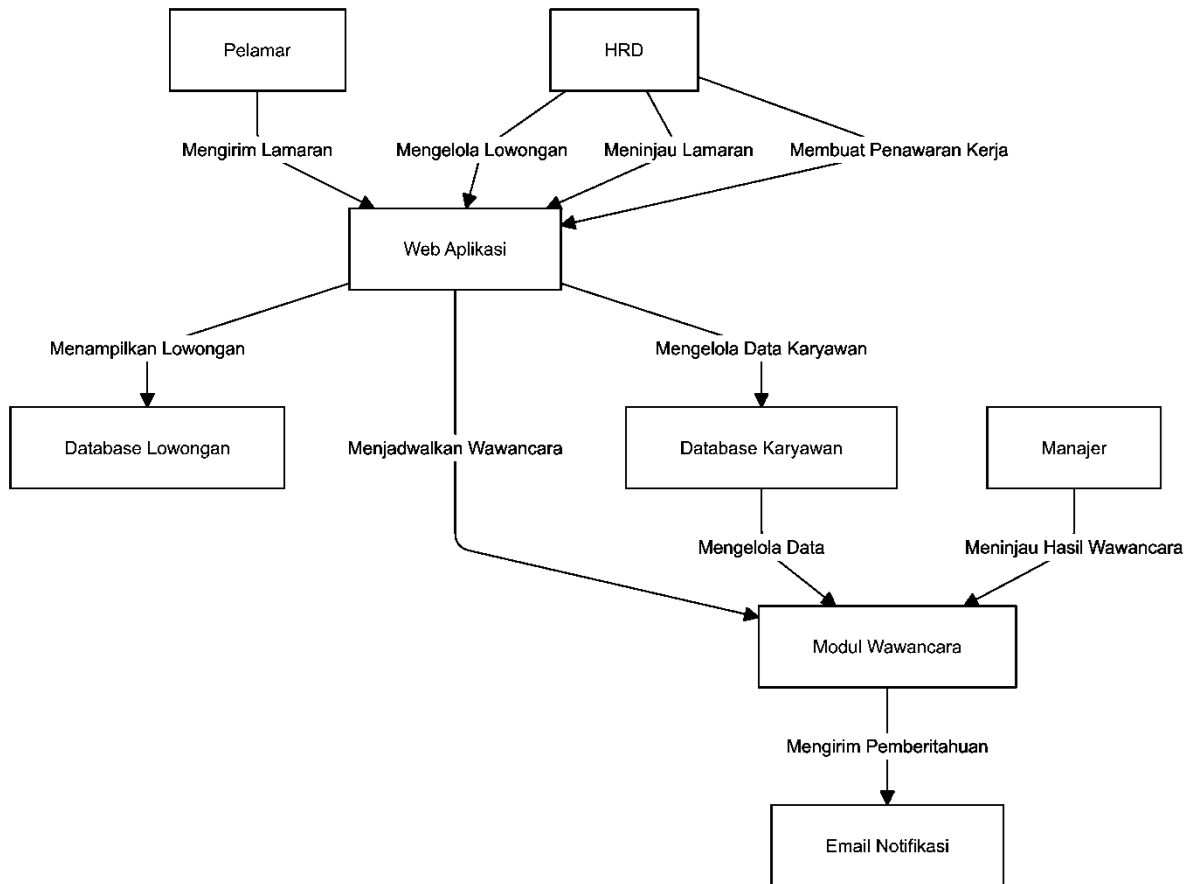 Pelamar
HRD
Mengirim Lamaran
Mengelola Lowongan
Meninjau Lamaran
Membuat Penawaran Kerja
Web Aplikasi
Menampilkan Lowongan
Mengelola Data Karyawan
Database Lowongan
Menjadwalkan Wawancara
Database Karyawan
Manajer
Mengelola Data
Meninjau Hasil Wawancara
Modul Wawancara
Mengirim Pemberitahuan
Email Notifikasi